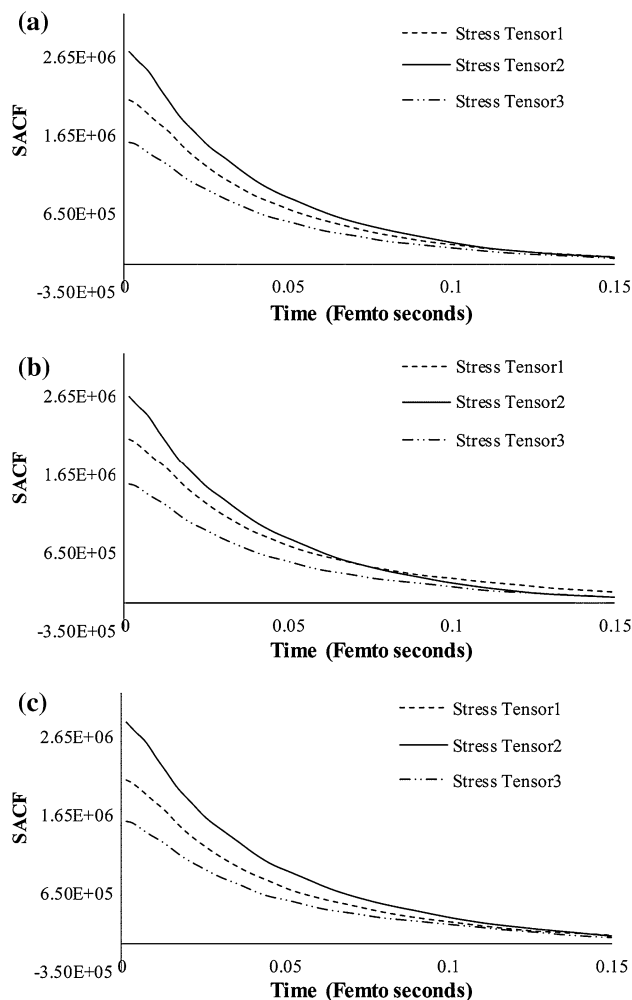 (a)
Stress Tensor1
Stress Tensor2
Stress Tensor3
SACF
2.65E+06
1.65E+06
6.50E+05
-3.50E+05
0 0.05 0.1 0.15
Time (Femto seconds)
(b)
Stress Tensor1
Stress Tensor2
Stress Tensor3
SACF
2.65E+06
1.65E+06
6.50E+05
-3.50E+05
0 0.05 0.1 0.15
Time (Femto seconds)
(c)
Stress Tensor1
Stress Tensor2
Stress Tensor3
SACF
2.65E+06
1.65E+06
6.50E+05
-3.50E+05
0 0.05 0.1 0.15
Time (Femto seconds)